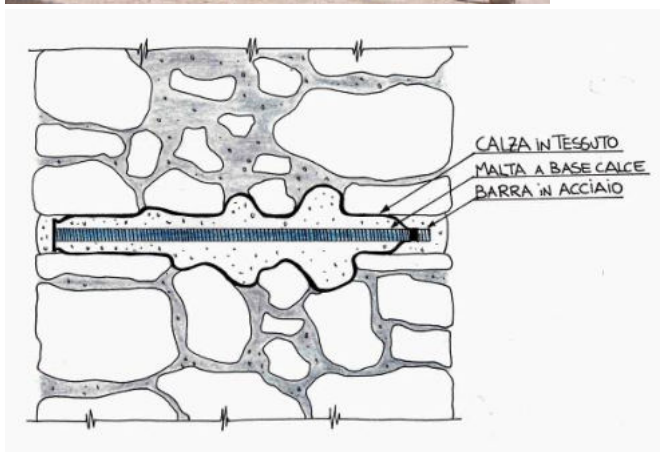 CALZA IN TESSUTO
MALTA A BASE CALCE
BARRA IN ACCIAIO